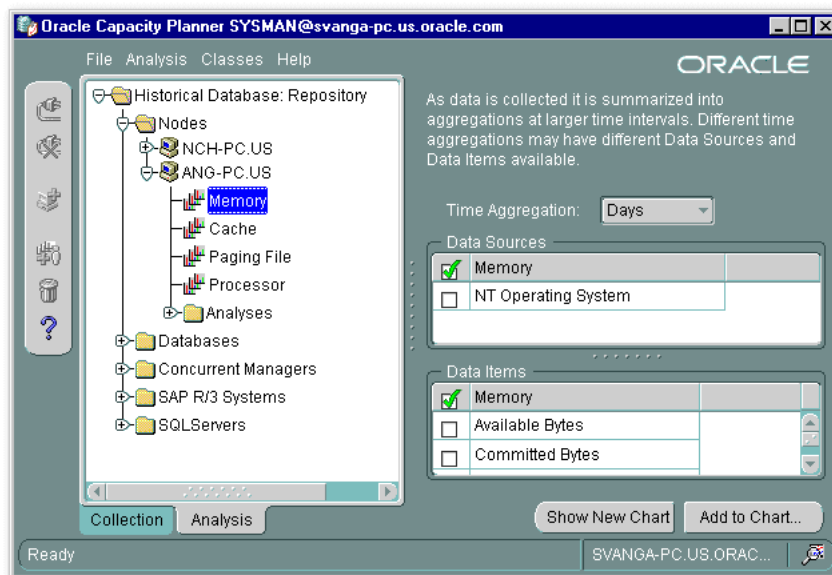 Oracle Capacity Planner SYSMAN@svanga-pc.us.oracle.com
File Analysis Classes Help
ORACLE
Historical Database: Repository
Nodes
NCH-PC.US
ANG-PC.US
Memory
Cache
Paging File
Processor
Analyses
Databases
Concurrent Managers
SAP R/3 Systems
SQLServers
Collection
Analysis
As data is collected it is summarized into
aggregations at larger time intervals. Different time
aggregations may have different Data Sources and
Data Items available.
Time Aggregation: Days
Data Sources
Memory
NT Operating System
Data Items
Memory
Available Bytes
Committed Bytes
Show New Chart
Add to Chart...
Ready
SVANGA-PC.US.ORAC...